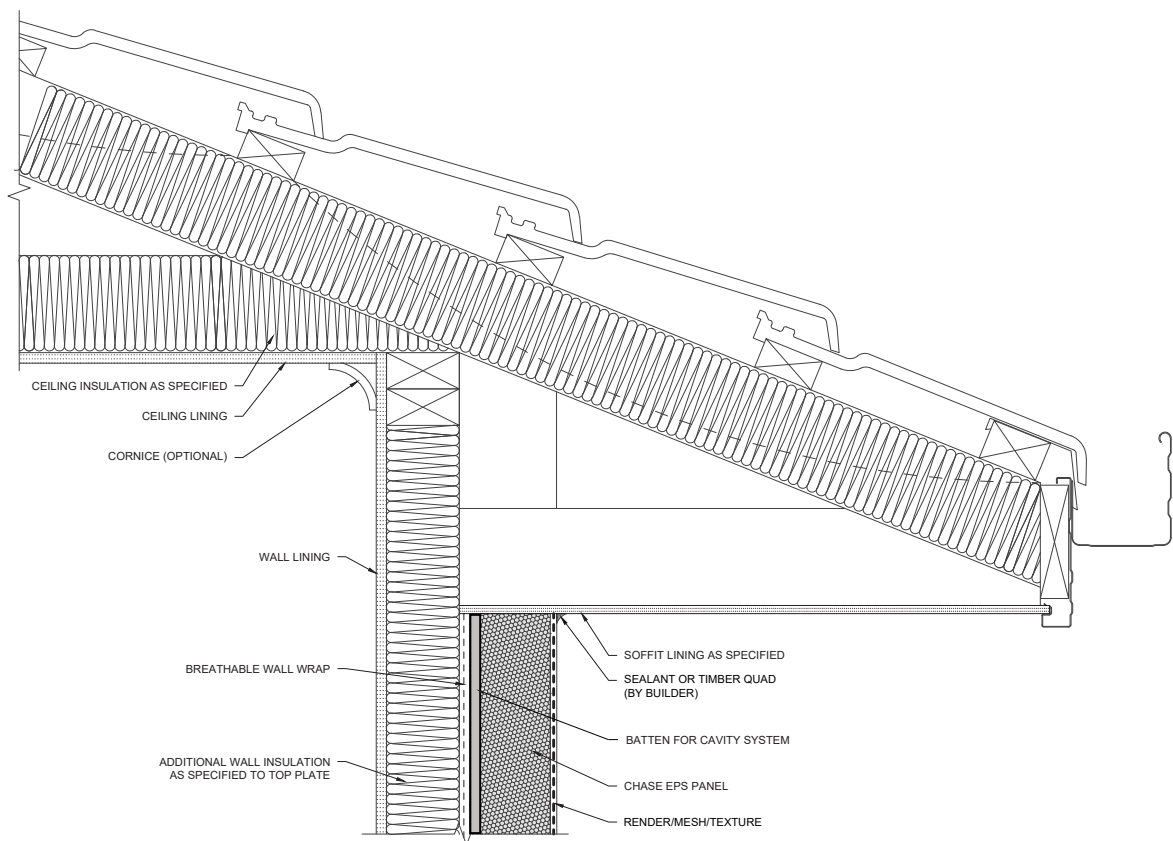 CEILING INSULATION AS SPECIFIED
CEILING LINING
CORNICE (OPTIONAL)
WALL LINING
BREATHABLE WALL WRAP
ADDITIONAL WALL INSULATION
AS SPECIFIED TO TOP PLATE
SOFFIT LINING AS SPECIFIED
SEALANT OR TIMBER QUAD
(BY BUILDER)
BATTEN FOR CAVITY SYSTEM
CHASE EPS PANEL
RENDER/MESH/TEXTURE